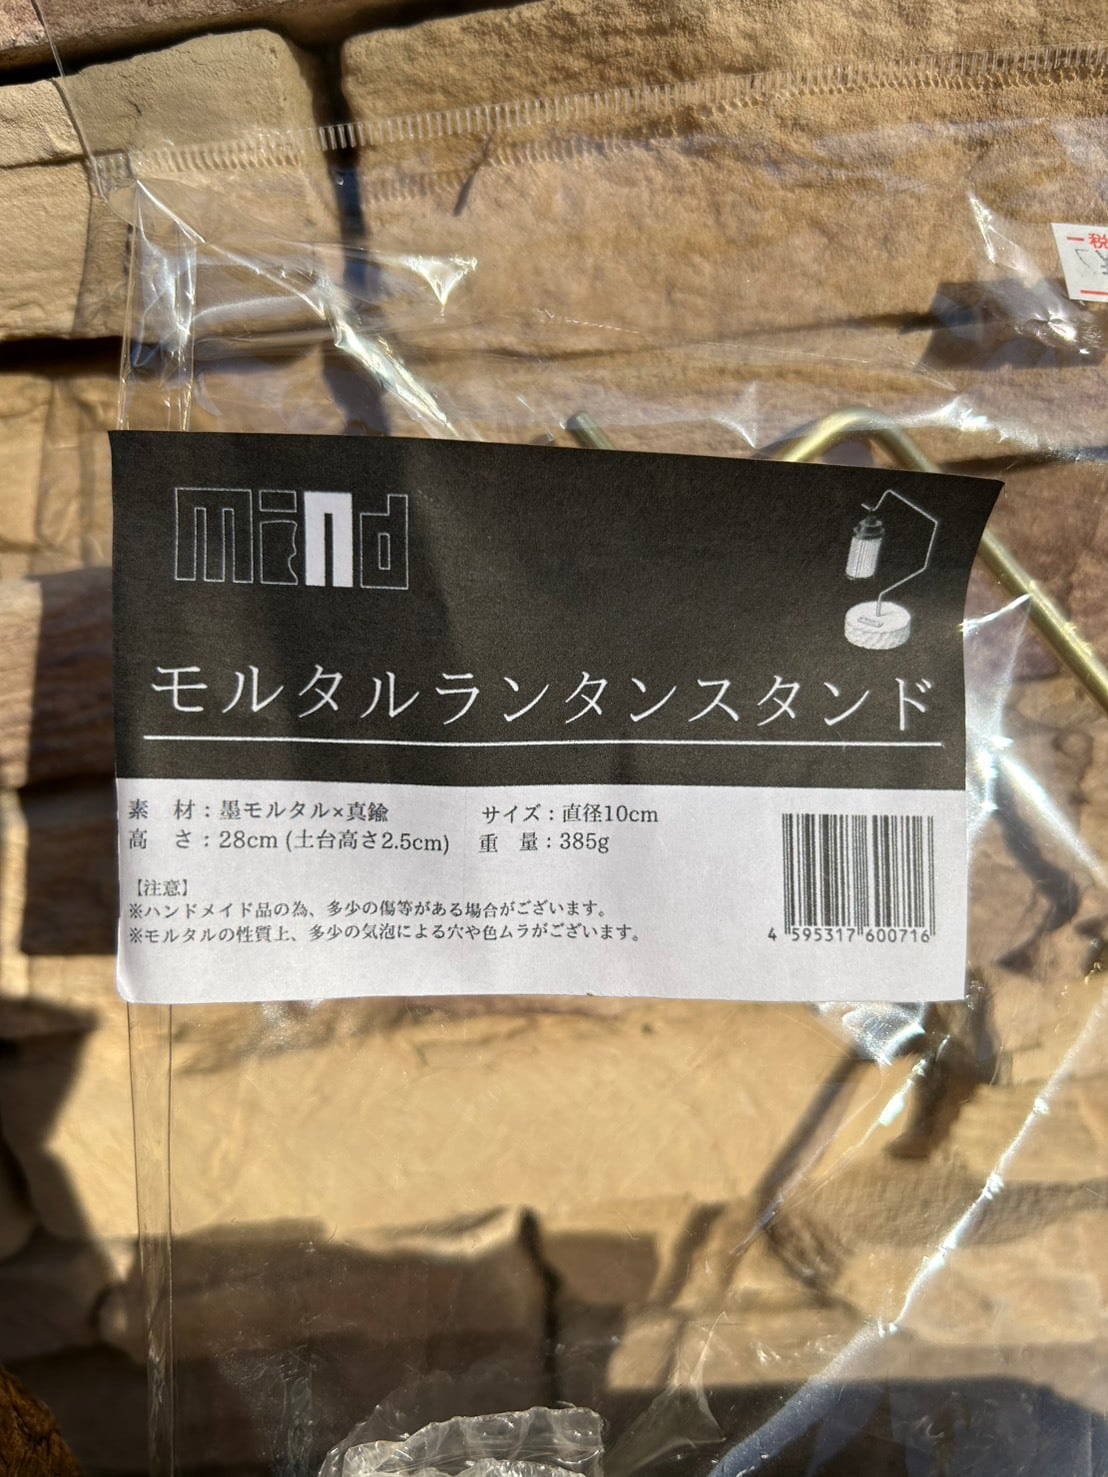 税
mind
モルタルランタンスタンド
素　材：墨モルタル×真鍮
サイズ：直径10cm
高　さ：28cm (土台高さ2.5cm)
重　量：385g
【注意】
※ハンドメイド品の為、多少の傷等がある場合がございます。
※モルタルの性質上、多少の気泡による穴や色ムラがございます。
4 595317 600716